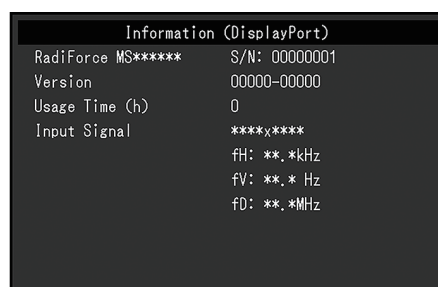 Information (DisplayPort)
RadiForce MS****** S/N: 00000001
Version 00000-00000
Usage Time (h) 0
Input Signal ****x****
fH: **.*kHz
fV: **.* Hz
fD: **.*MHz